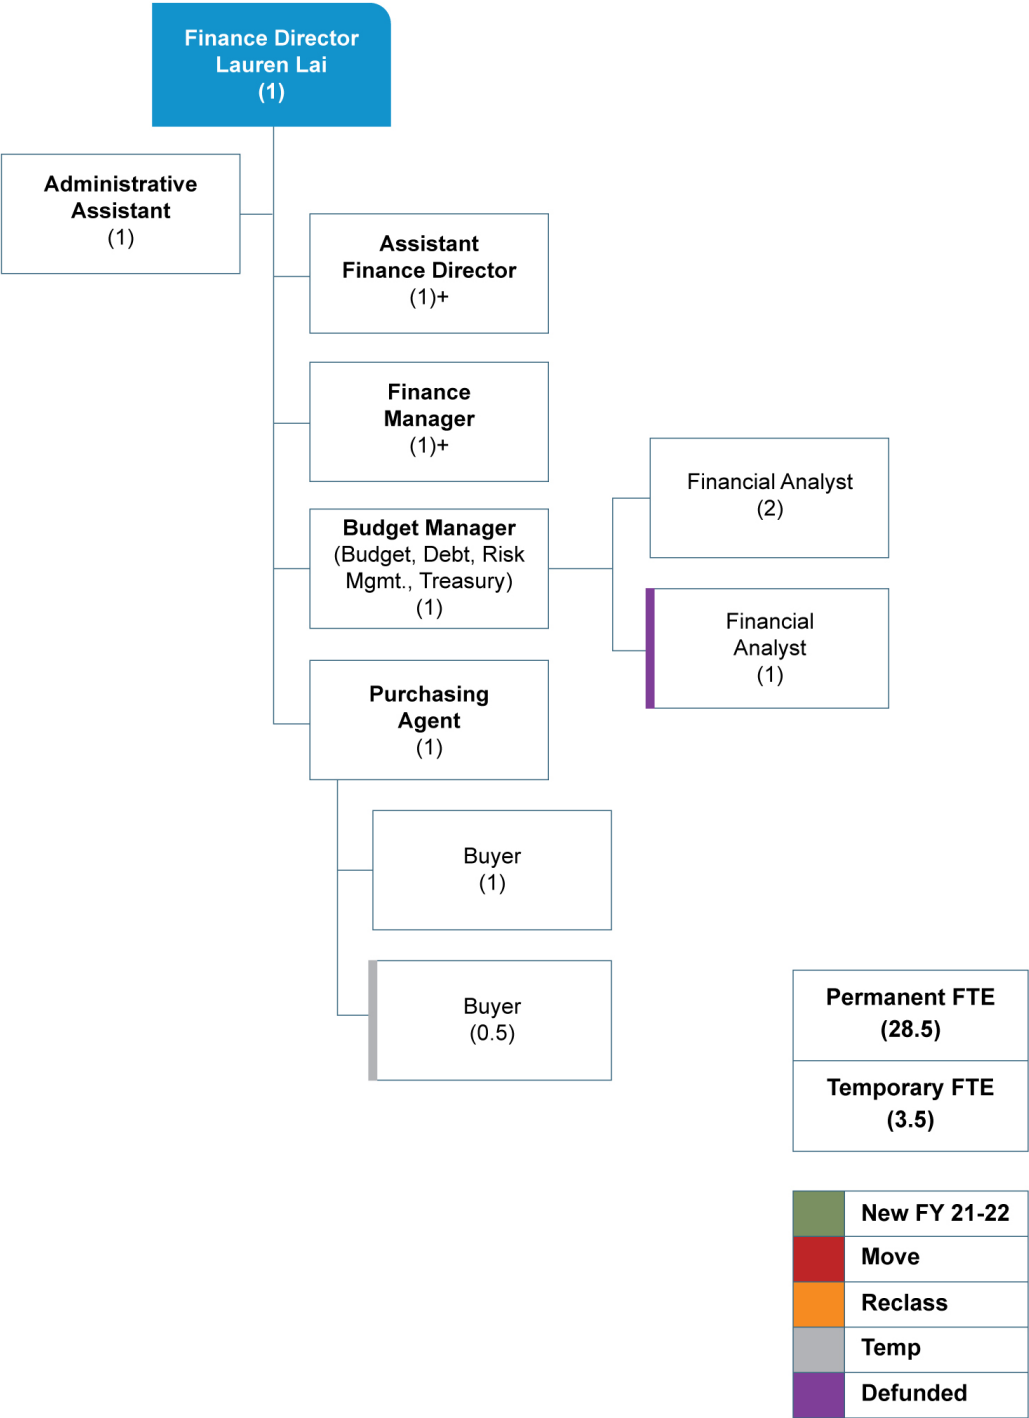 Finance Director
Lauren Lai
(1)
Administrative
Assistant
(1)
Assistant
Finance Director
(1)+
Finance
Manager
(1)+
Budget Manager
(Budget, Debt, Risk
Mgmt., Treasury)
(1)
Financial Analyst
(2)
Financial
Analyst
(1)
Purchasing
Agent
(1)
Buyer
(1)
Buyer
(0.5)
Permanent FTE
(28.5)
Temporary FTE
(3.5)
New FY 21-22
Move
Reclass
Temp
Defunded